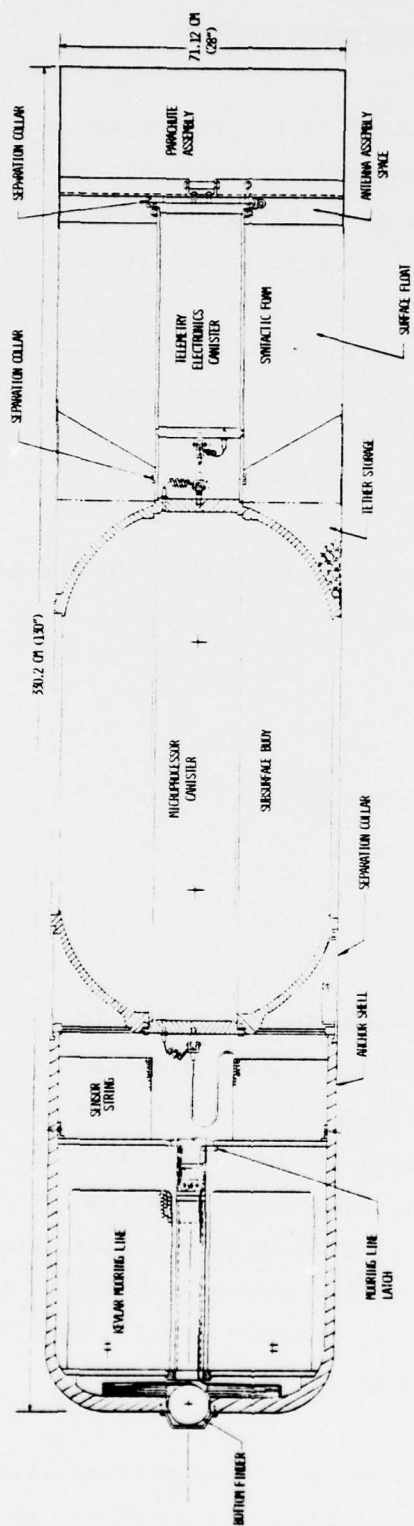 71.12 CM
(28")
330.2 CM (130")
SEPARATION COLLAR
PARACHUTE
ASSEMBLY
ANTENNA ASSEMBLY
SPACE
SEPARATION COLLAR
TELEMETRY
ELECTRONICS
CANISTER
SYNTACTIC FOAM
SURFACE FLOAT
TETHER STORAGE
MICROPROCESSOR
CANISTER
SUBSURFACE BODY
SEPARATION COLLAR
ANCHOR SHELL
SENSOR
STRING
MOORING LINE
LATCH
KEVLAR MOORING LINE
BOTTOM FINDER